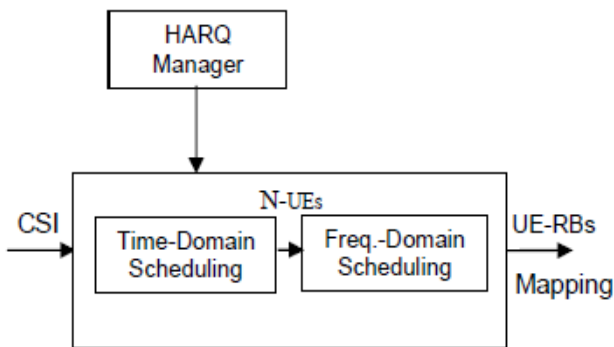 HARQ
Manager
N-UEs
CSI
Time-Domain
Scheduling
Freq.-Domain
Scheduling
UE-RBs
Mapping